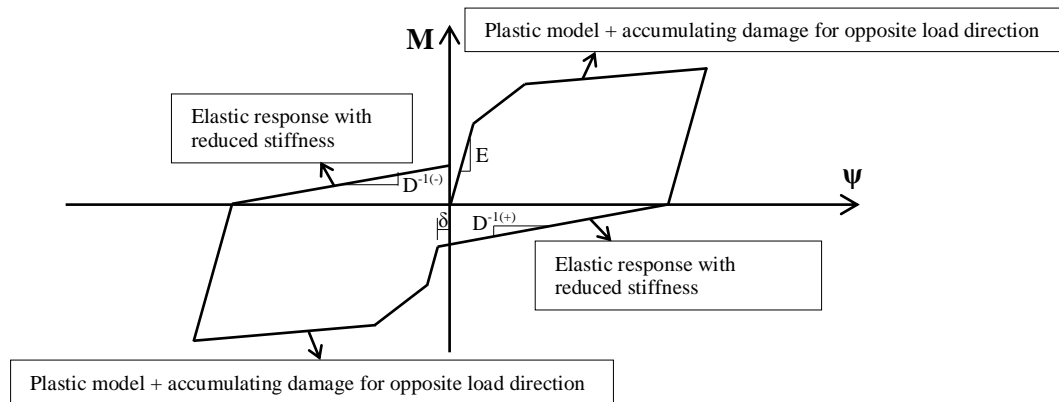 Plastic model + accumulating damage for opposite load direction
M
Elastic response with
reduced stiffness
E
D-1(-)
ψ
δ
D-1(+)
Elastic response with
reduced stiffness
Plastic model + accumulating damage for opposite load direction